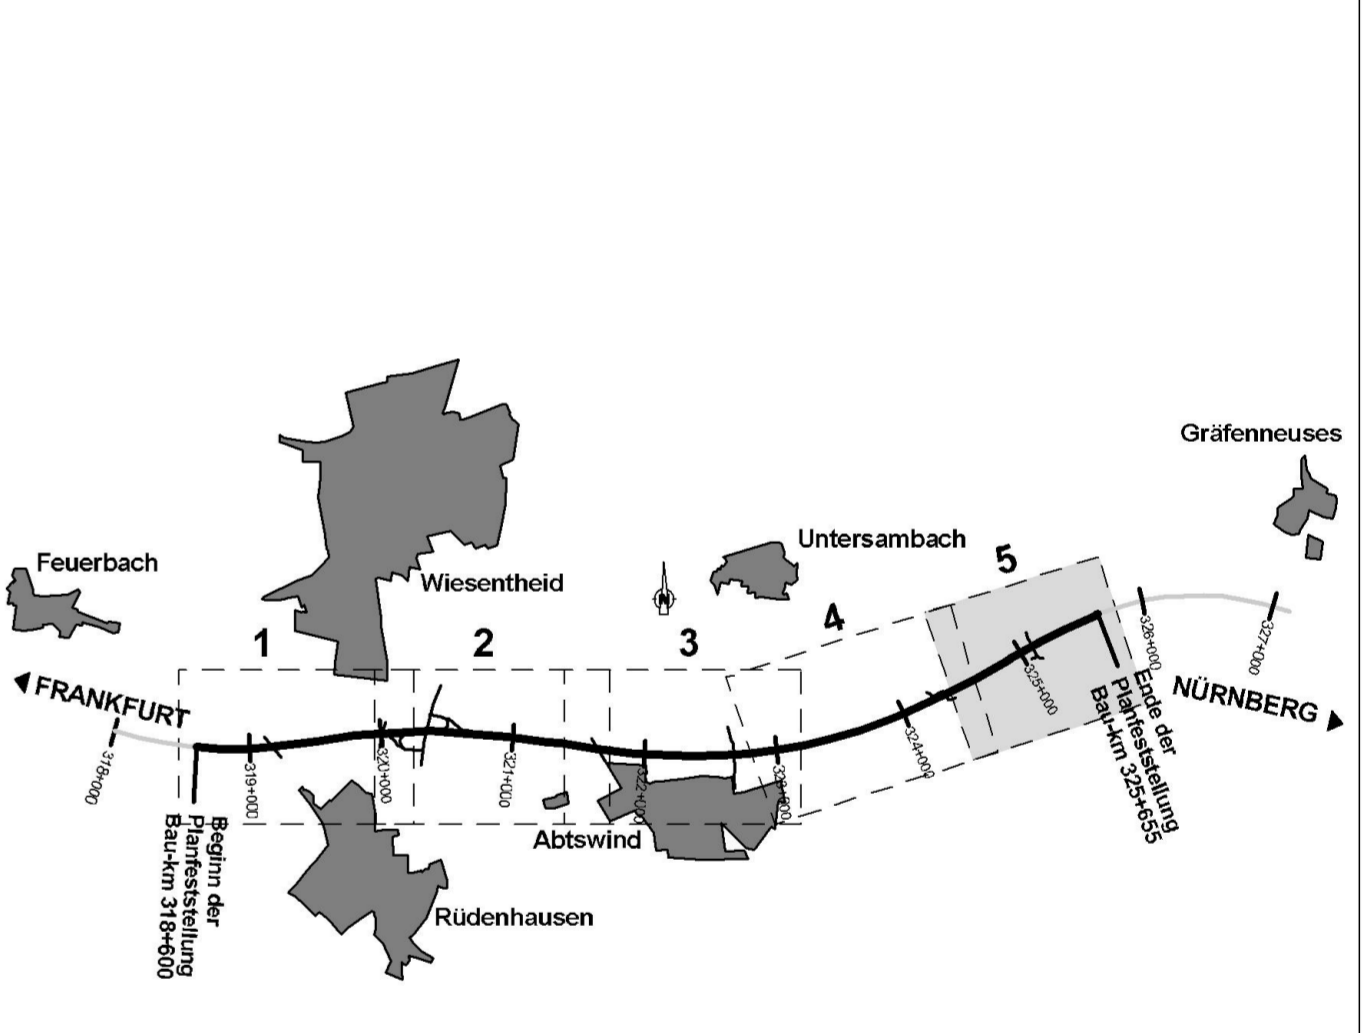 Gräfenneuses
Untersambach
Feuerbach
Wiesentheid
N
1
2
3
4
5
FRANKFURT
NÜRNBERG
318+000
319+000
320+000
321+000
322+000
323+000
324+000
325+000
326+000
327+000
Abtswind
Rüdenhausen
Beginn der
Planfeststellung
Bau-km 318+600
Ende der
Planfeststellung
Bau-km 325+655